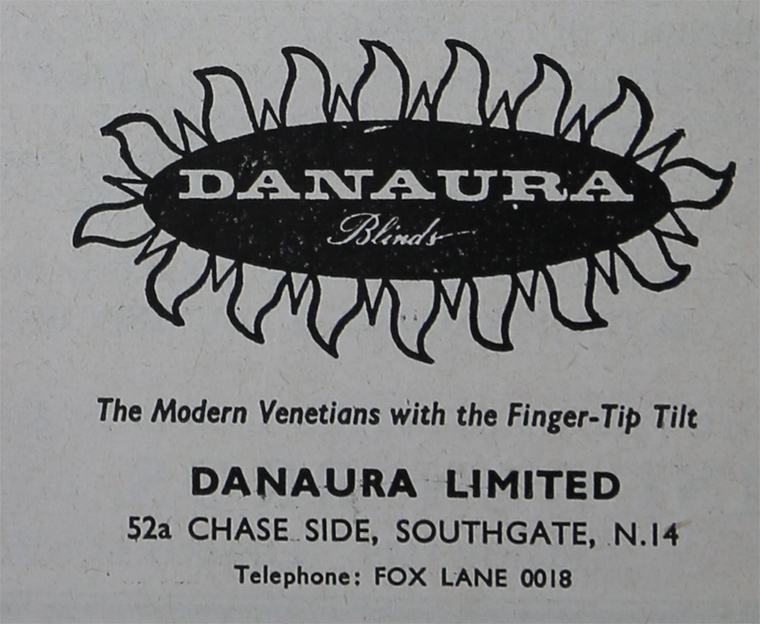 DANAURA
Blinds
The Modern Venetians with the Finger-Tip Tilt
DANAURA LIMITED
52a CHASE SIDE, SOUTHGATE, N.14
Telephone: FOX LANE 0018